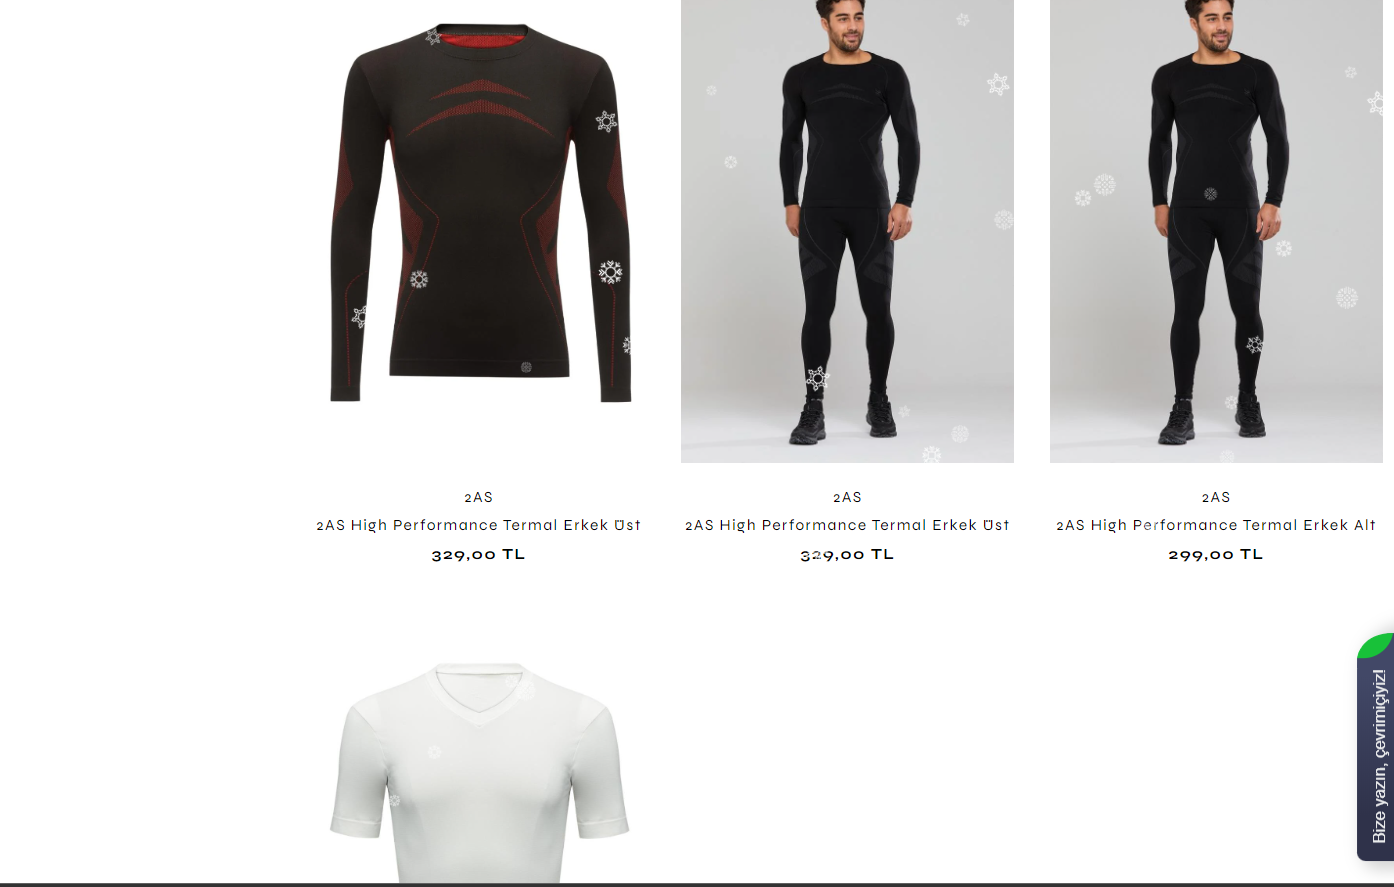 2AS
2AS High Performance Termal Erkek Üst
329,00 TL
2AS
2AS High Performance Termal Erkek Üst
329,00 TL
2AS
2AS High Performance Termal Erkek Alt
299,00 TL
Bize yazın, çevrimiçiyiz!